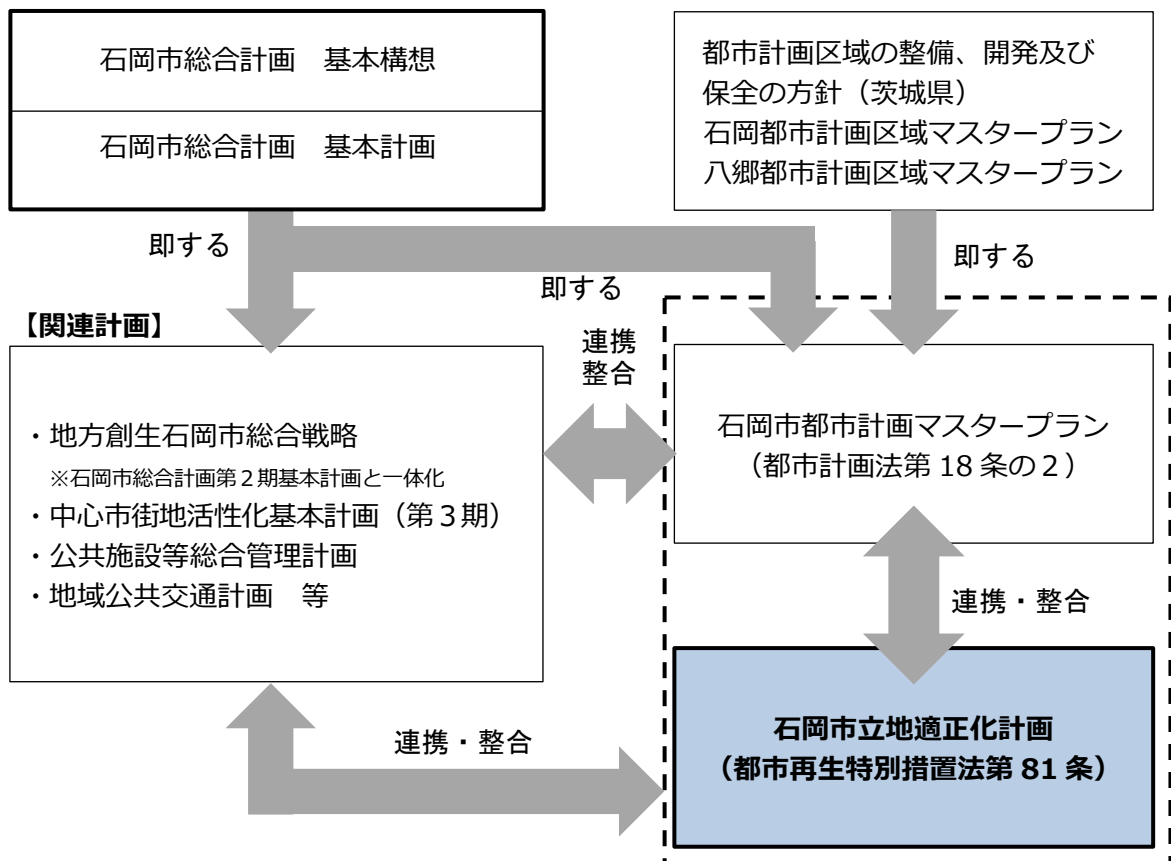 石岡市総合計画　基本構想
石岡市総合計画　基本計画
都市計画区域の整備、開発及び
保全の方針（茨城県）
石岡都市計画区域マスタープラン
八郷都市計画区域マスタープラン
即する
即する
即する
【関連計画】
・地方創生石岡市総合戦略
※石岡市総合計画第２期基本計画と一体化
・中心市街地活性化基本計画（第３期）
・公共施設等総合管理計画
・地域公共交通計画　等
連携
整合
石岡市都市計画マスタープラン
（都市計画法第 18 条の２）
連携・整合
連携・整合
石岡市立地適正化計画
（都市再生特別措置法第 81 条）